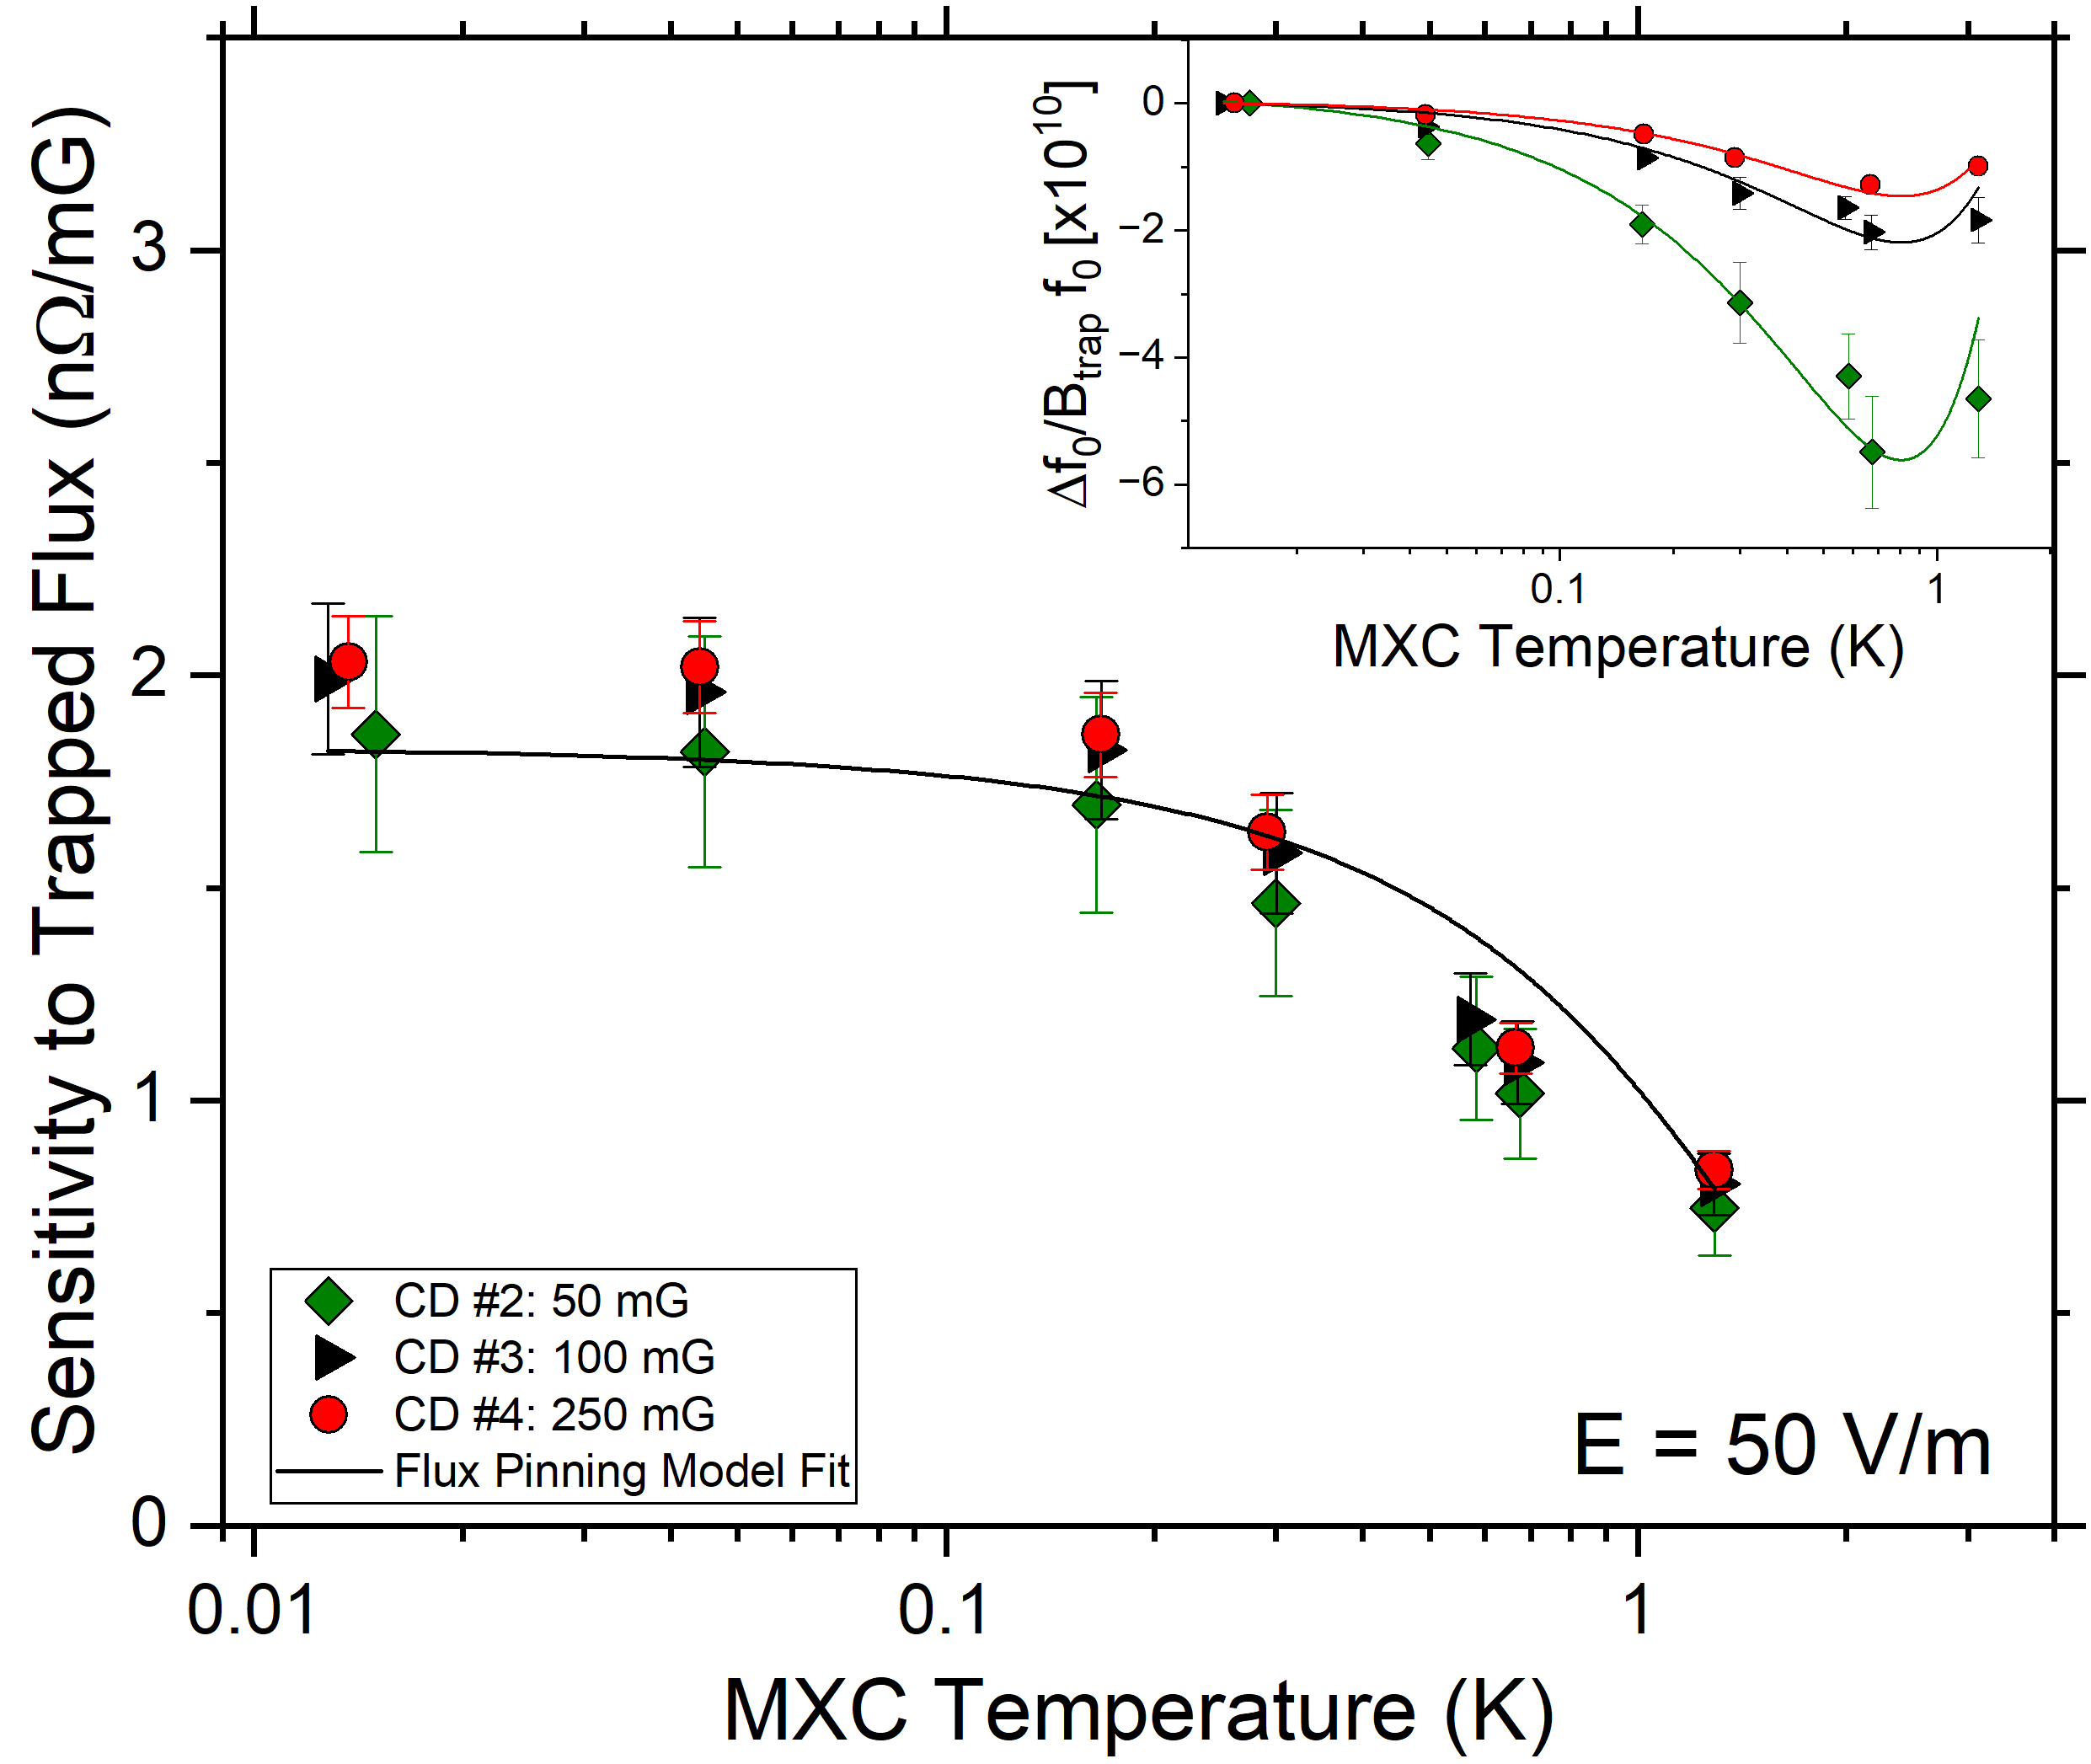 Sensitivity to Trapped Flux (nΩ/mG)
3
2
1
0
0.01
0.1
1
MXC Temperature (K)
Δf0/Btrap f0 [x10^10]
0
−2
−4
−6
0.1
1
MXC Temperature (K)
CD #2: 50 mG
CD #3: 100 mG
CD #4: 250 mG
Flux Pinning Model Fit
E = 50 V/m